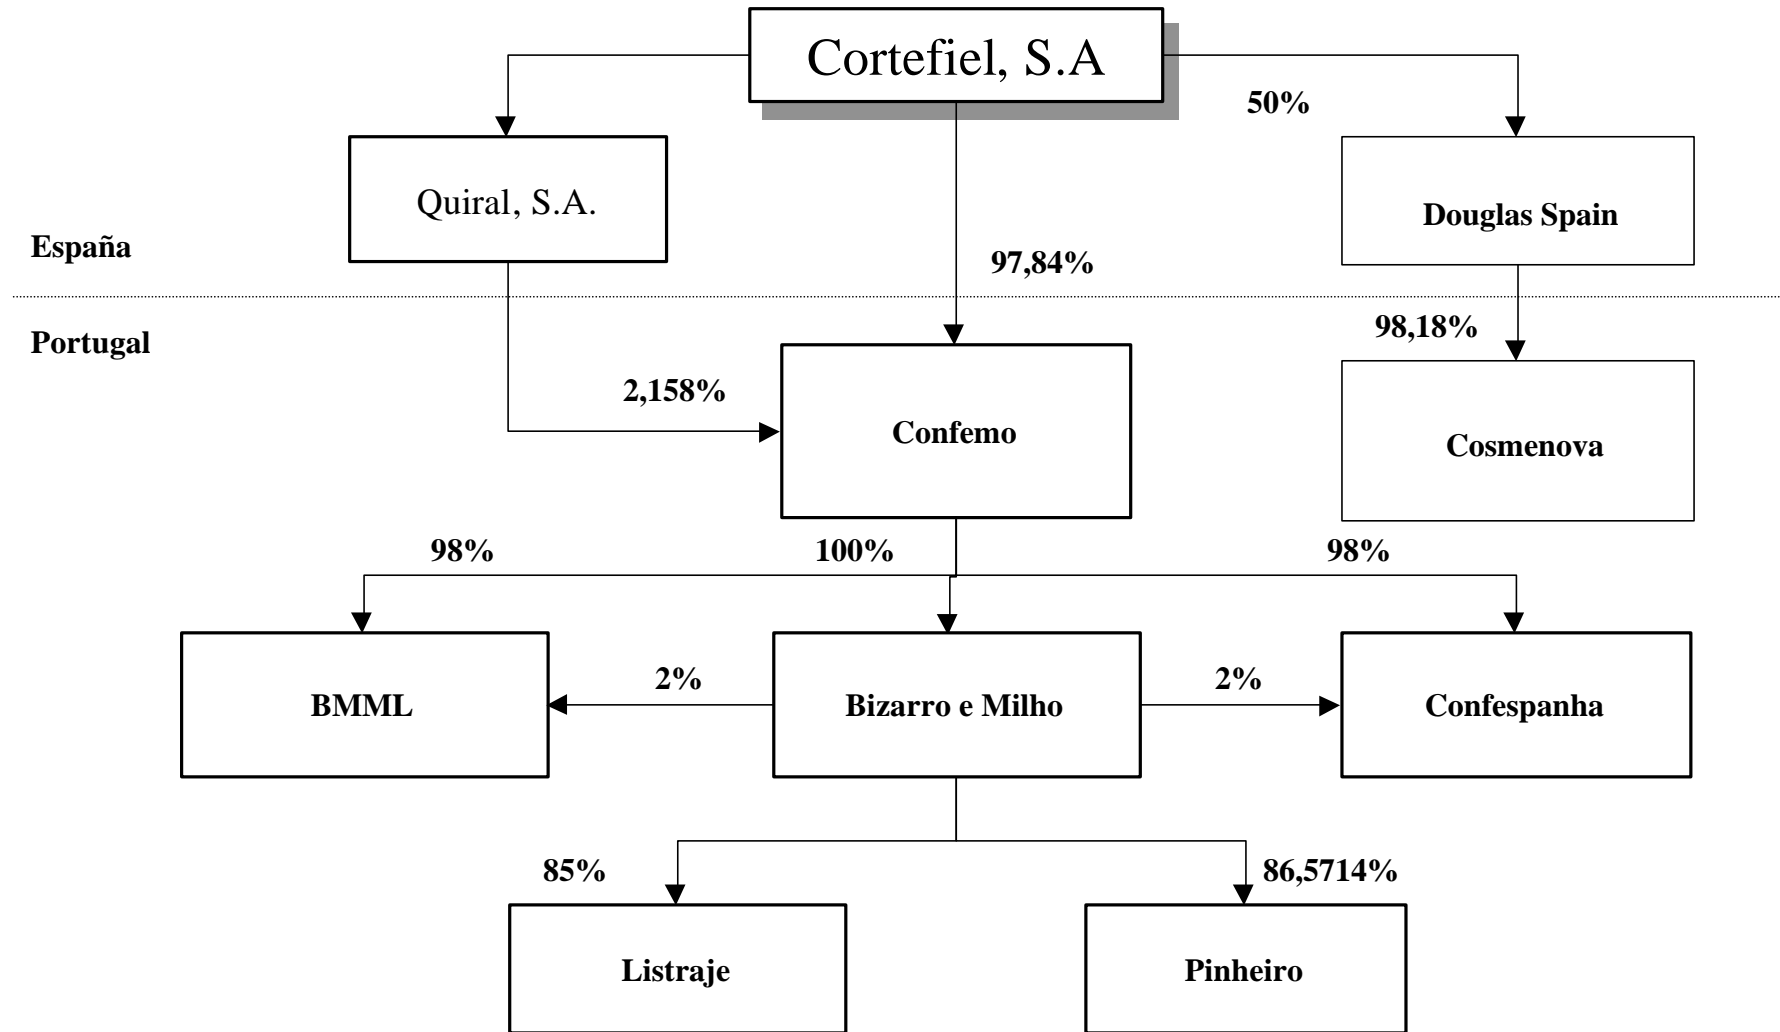 Cortefiel, S.A
50%
Quiral, S.A.
Douglas Spain
España
97,84%
Portugal
98,18%
2,158%
Confemo
Cosmenova
98%
100%
98%
2%
2%
BMML
Bizarro e Milho
Confespanha
85%
86,5714%
Listraje
Pinheiro